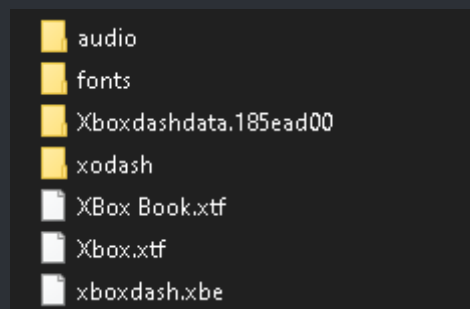 audio
fonts
Xboxdashdata.185ead00
xodash
XBox Book.xtf
Xbox.xtf
xboxdash.xbe